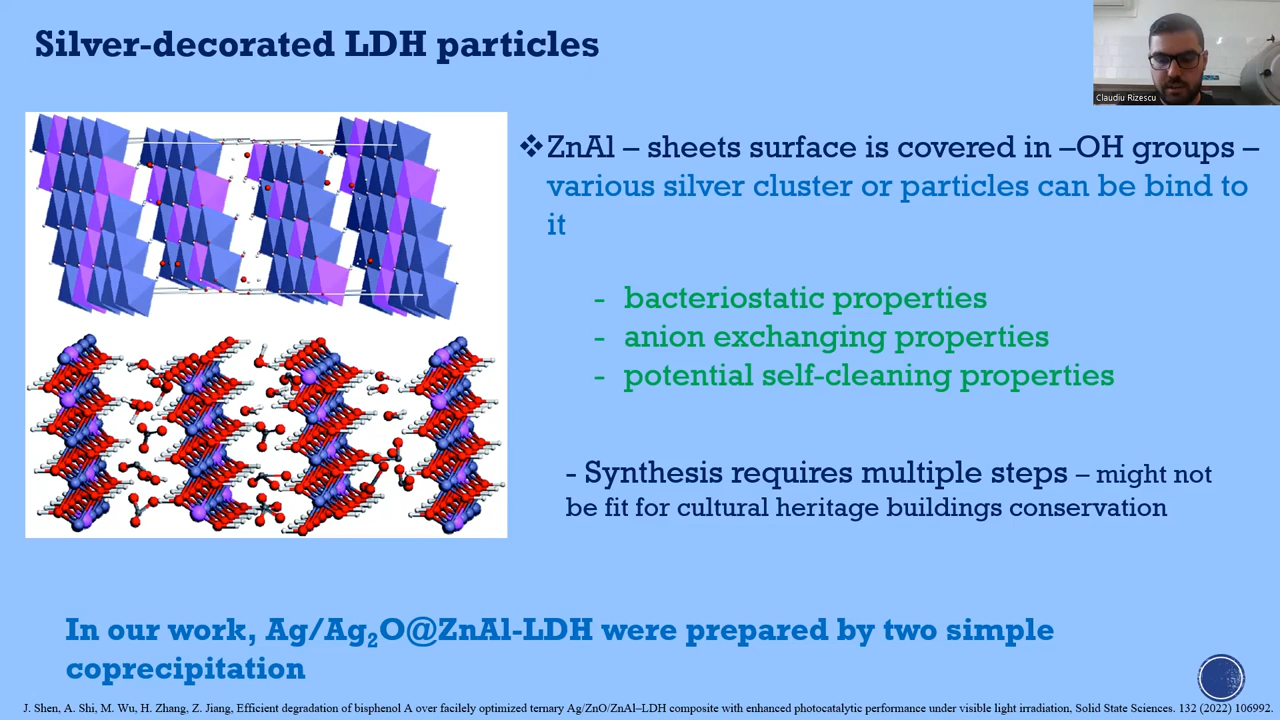 Silver-decorated LDH particles
Claudiu Rizescu
❖ZnAl – sheets surface is covered in –OH groups –
various silver cluster or particles can be bind to
it
- bacteriostatic properties
- anion exchanging properties
- potential self-cleaning properties
- Synthesis requires multiple steps – might not
be fit for cultural heritage buildings conservation
In our work, Ag/Ag₂O@ZnAl-LDH were prepared by two simple
coprecipitation
J. Shen, A. Shi, M. Wu, H. Zhang, Z. Jiang, Efficient degradation of bisphenol A over facilely optimized ternary Ag/ZnO/ZnAl–LDH composite with enhanced photocatalytic performance under visible light irradiation, Solid State Sciences. 132 (2022) 106992.